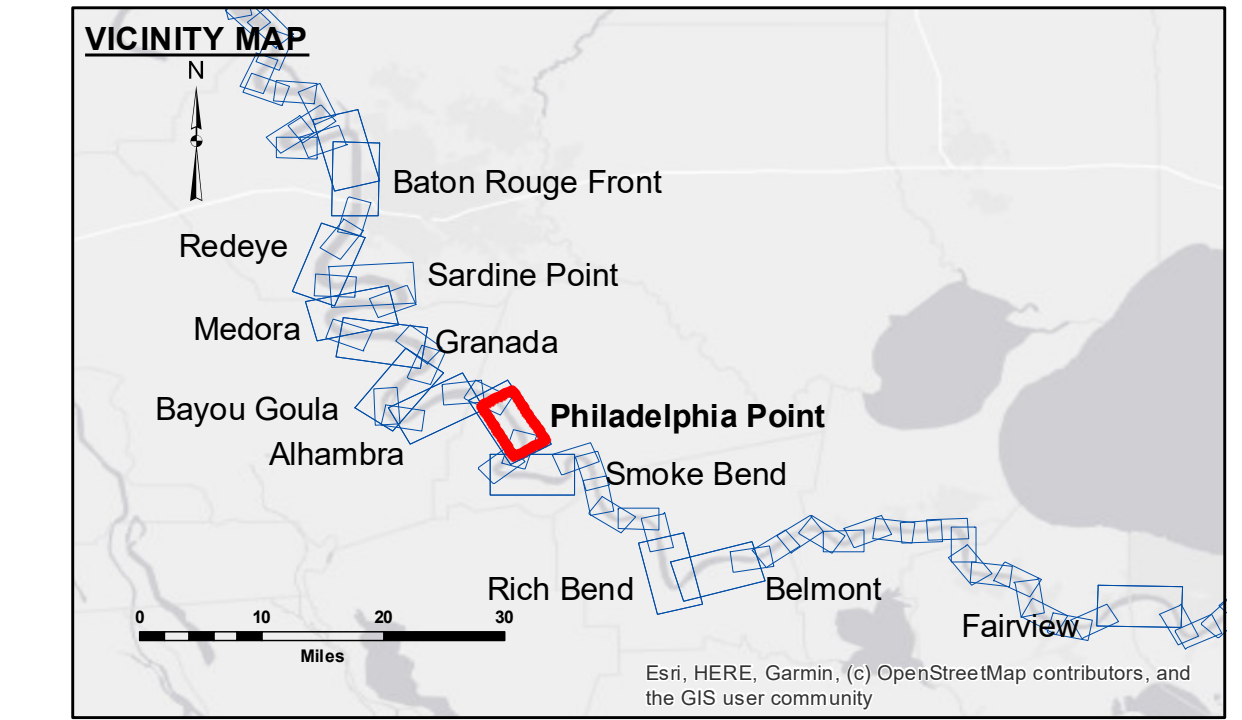 VICINITY MAP
N
Baton Rouge Front
Redeye
Sardine Point
Medora
Granada
Bayou Goula
Philadelphia Point
Alhambra
Smoke Bend
Rich Bend
Belmont
Fairview
0 10 20 30
Miles
Esri, HERE, Garmin, (c) OpenStreetMap contributors, and
the GIS user community